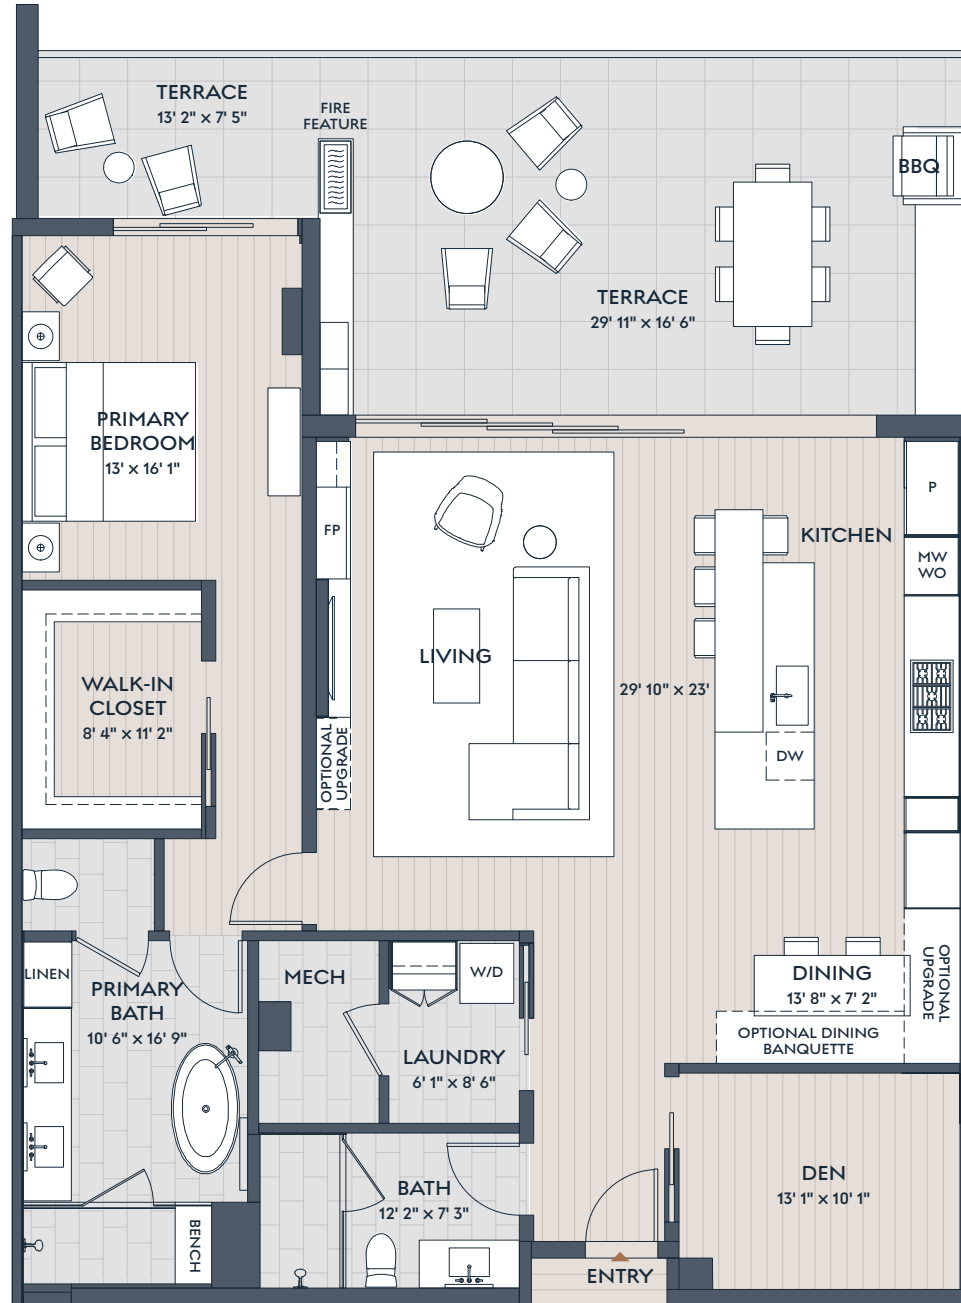 TERRACE
13' 2" x 7' 5"
FIRE
FEATURE
BBQ
TERRACE
29' 11" x 16' 6"
PRIMARY
BEDROOM
13' x 16' 1"
FP
P
KITCHEN
MW
WO
LIVING
29' 10" x 23'
WALK-IN
CLOSET
8' 4" x 11' 2"
OPTIONAL
UPGRADE
DW
LINEN
PRIMARY
BATH
10' 6" x 16' 9"
MECH
W/D
LAUNDRY
6' 1" x 8' 6"
DINING
13' 8" x 7' 2"
OPTIONAL DINING
BANQUETTE
OPTIONAL
UPGRADE
BATH
12' 2" x 7' 3"
DEN
13' 1" x 10' 1"
BENCH
ENTRY